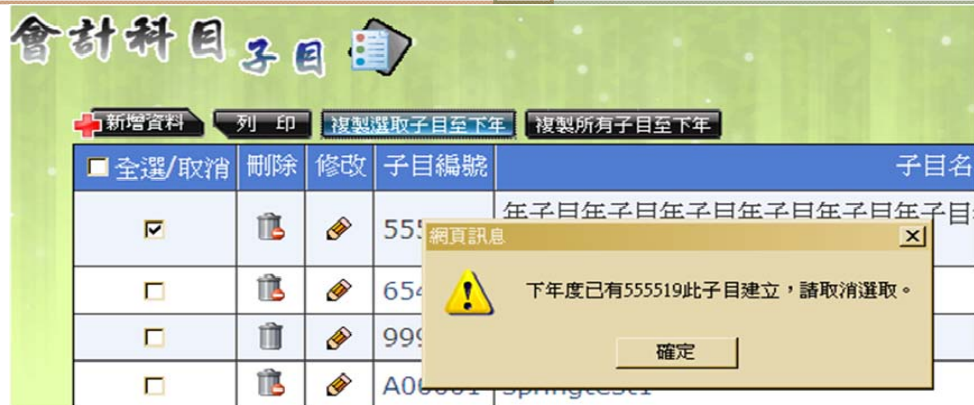 會計科目子目
新增資料 列 印 複製選取子目至下年 複製所有子目至下年
全選/取消 刪除 修改 子目編號 子目名
年子目年子目年子目年子目年子目年子目
555
網頁訊息
下年度已有555519此子目建立，請取消選取。
654
999
確定